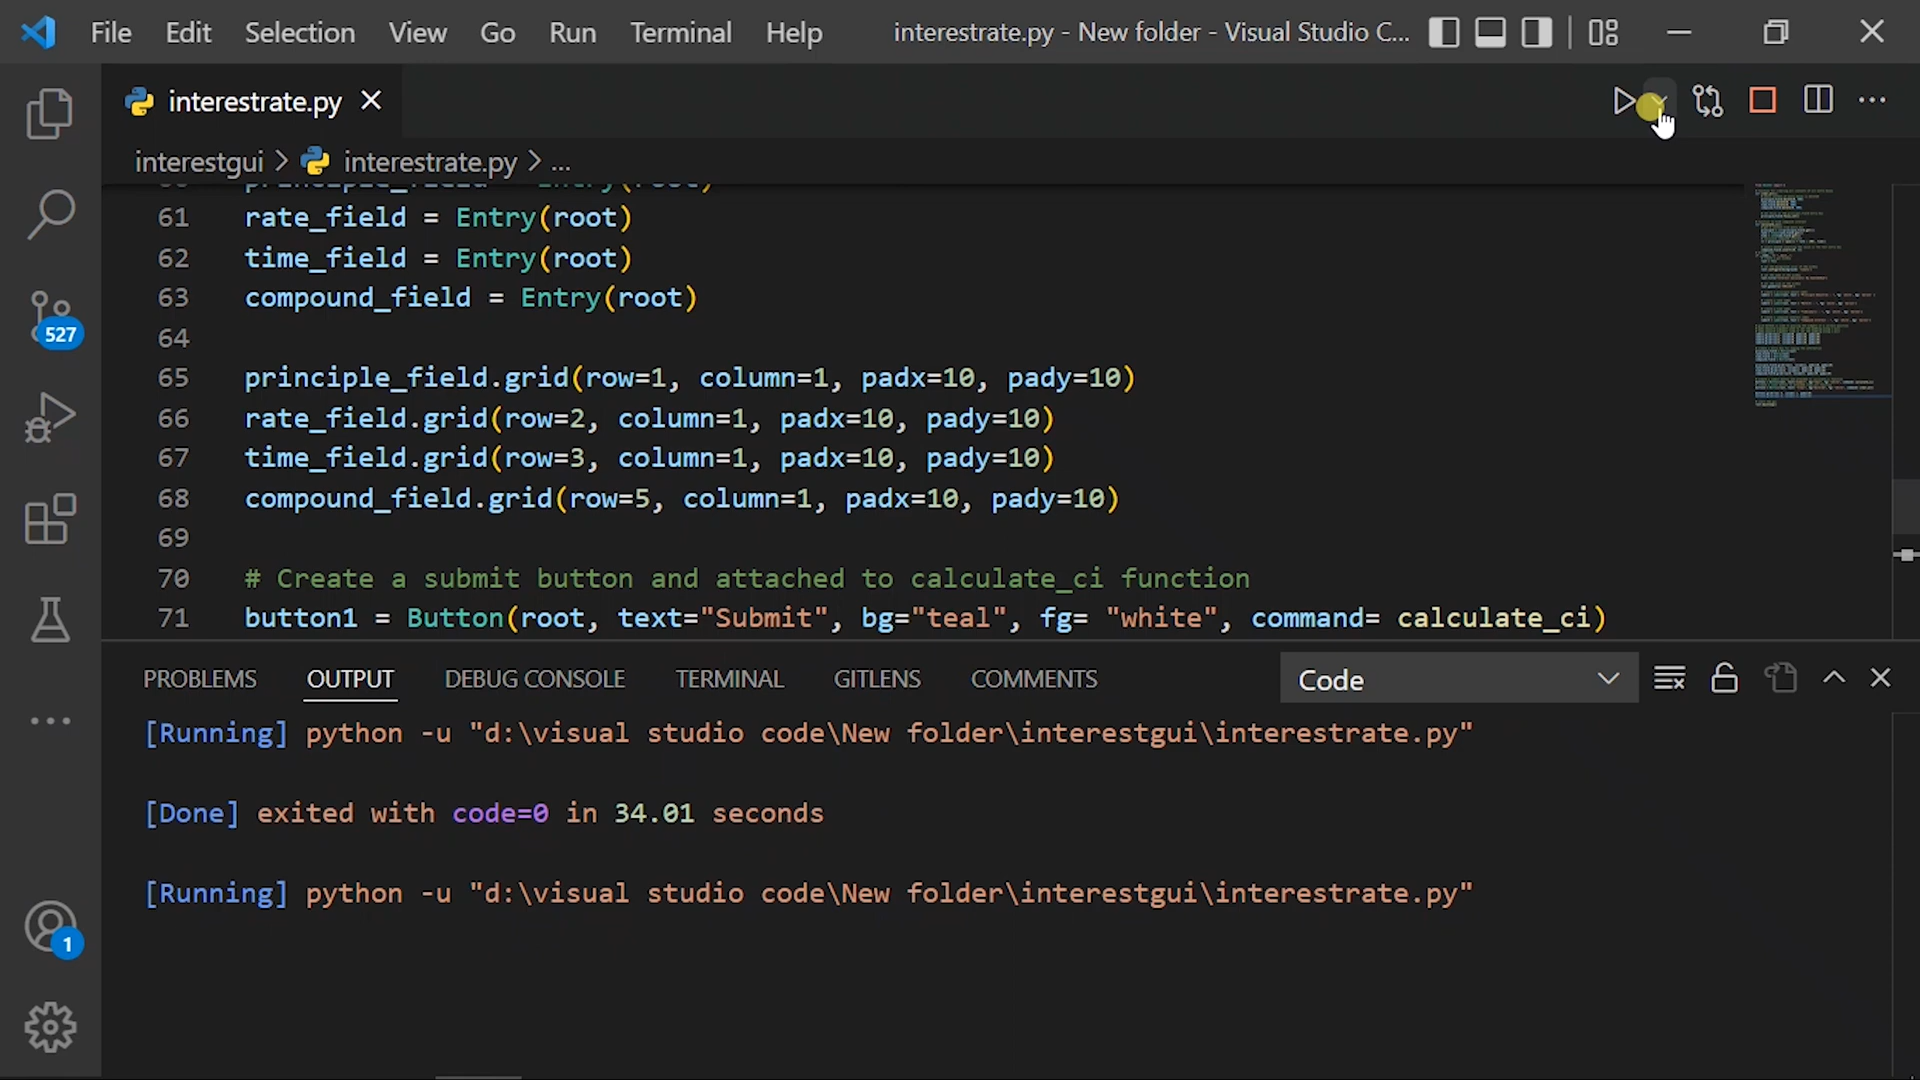 File Edit Selection View Go Run Terminal Help interestrate.py - New folder - Visual Studio C...
interestrate.py
interestgui > interestrate.py > ...
61 rate_field = Entry(root)
62 time_field = Entry(root)
63 compound_field = Entry(root)
64
65 principle_field.grid(row=1, column=1, padx=10, pady=10)
66 rate_field.grid(row=2, column=1, padx=10, pady=10)
67 time_field.grid(row=3, column=1, padx=10, pady=10)
68 compound_field.grid(row=5, column=1, padx=10, pady=10)
69
70 # Create a submit button and attached to calculate_ci function
71 button1 = Button(root, text="Submit", bg="teal", fg= "white", command= calculate_ci)
527
PROBLEMS OUTPUT DEBUG CONSOLE TERMINAL GITLENS COMMENTS Code
[Running] python -u "d:\visual studio code\New folder\interestgui\interestrate.py"
[Done] exited with code=0 in 34.01 seconds
[Running] python -u "d:\visual studio code\New folder\interestgui\interestrate.py"
1